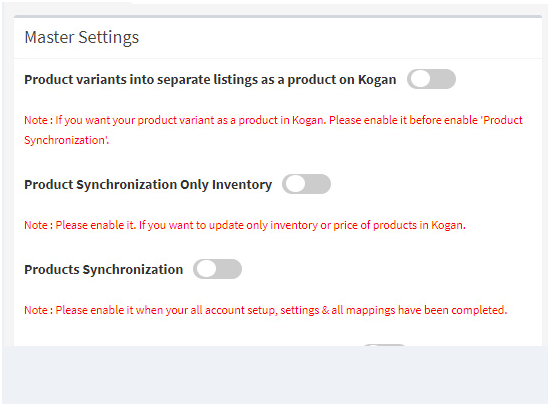 Master Settings
Product variants into separate listings as a product on Kogan
Note : If you want your product variant as a product in Kogan. Please enable it before enable 'Product
Synchronization'.
Product Synchronization Only Inventory
Note : Please enable it. If you want to update only inventory or price of products in Kogan.
Products Synchronization
Note : Please enable it when your all account setup, settings & all mappings have been completed.